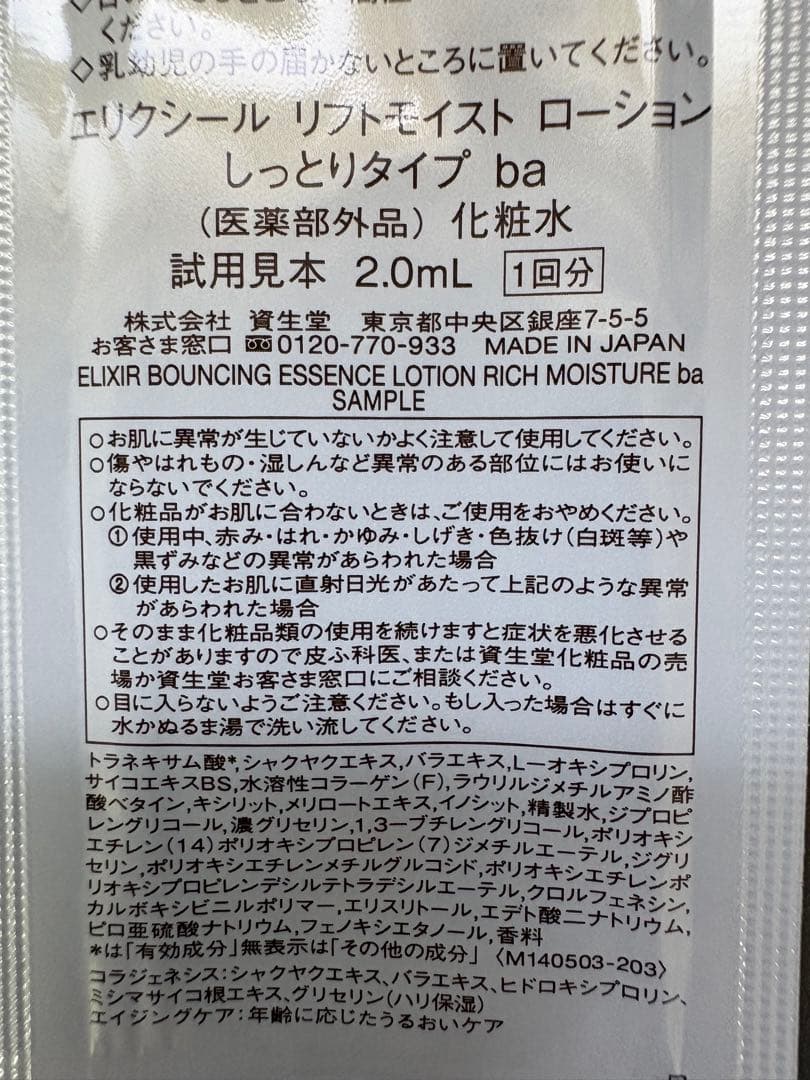 ください。
◇乳幼児の手の届かないところに置いてください。
エリクシール リフトモイスト ローション
しっとりタイプ ba
(医薬部外品) 化粧水
試用見本 2.0mL 1回分
株式会社 資生堂 東京都中央区銀座7-5-5
お客さま窓口 0120-770-933 MADE IN JAPAN
ELIXIR BOUNCING ESSENCE LOTION RICH MOISTURE ba
SAMPLE
○お肌に異常が生じていないかよく注意して使用してください。
○傷やはれもの・湿しんなど異常のある部位にはお使いに
ならないでください。
○化粧品がお肌に合わないときは、ご使用をおやめください。
①使用中、赤み・はれ・かゆみ・しげき・色抜け(白斑等)や
黒ずみなどの異常があらわれた場合
②使用したお肌に直射日光があたって上記のような異常
があらわれた場合
○そのまま化粧品類の使用を続けますと症状を悪化させる
ことがありますので皮ふ科医、または資生堂化粧品の売
場か資生堂お客さま窓口にご相談ください。
○目に入らないようご注意ください。もし入った場合はすぐに
水かぬるま湯で洗い流してください。
トラネキサム酸*,シャクヤクエキス,バラエキス,L-オキシプロリン,
サイコエキスBS,水溶性コラーゲン(F),ラウリルジメチルアミノ酢
酸ベタイン,キシリット,メリロートエキス,イノシット,精製水,ジプロピ
レングリコール,濃グリセリン,1,3-ブチレングリコール,ポリオキシ
エチレン(14)ポリオキシプロピレン(7)ジメチルエーテル,ジグリ
セリン,ポリオキシエチレンメチルグルコシド,ポリオキシエチレンポ
リオキシプロピレンデシルテトラデシルエーテル,クロルフェネシン,
カルボキシビニルポリマー,エリスリトール,エデト酸二ナトリウム,
ピロ亜硫酸ナトリウム,フェノキシエタノール,香料
*は「有効成分」無表示は「その他の成分」 〈M140503-203〉
コラジェネシス:シャクヤクエキス、バラエキス、ヒドロキシプロリン、
ミシマサイコ根エキス、グリセリン(ハリ保湿)
エイジングケア:年齢に応じたうるおいケア